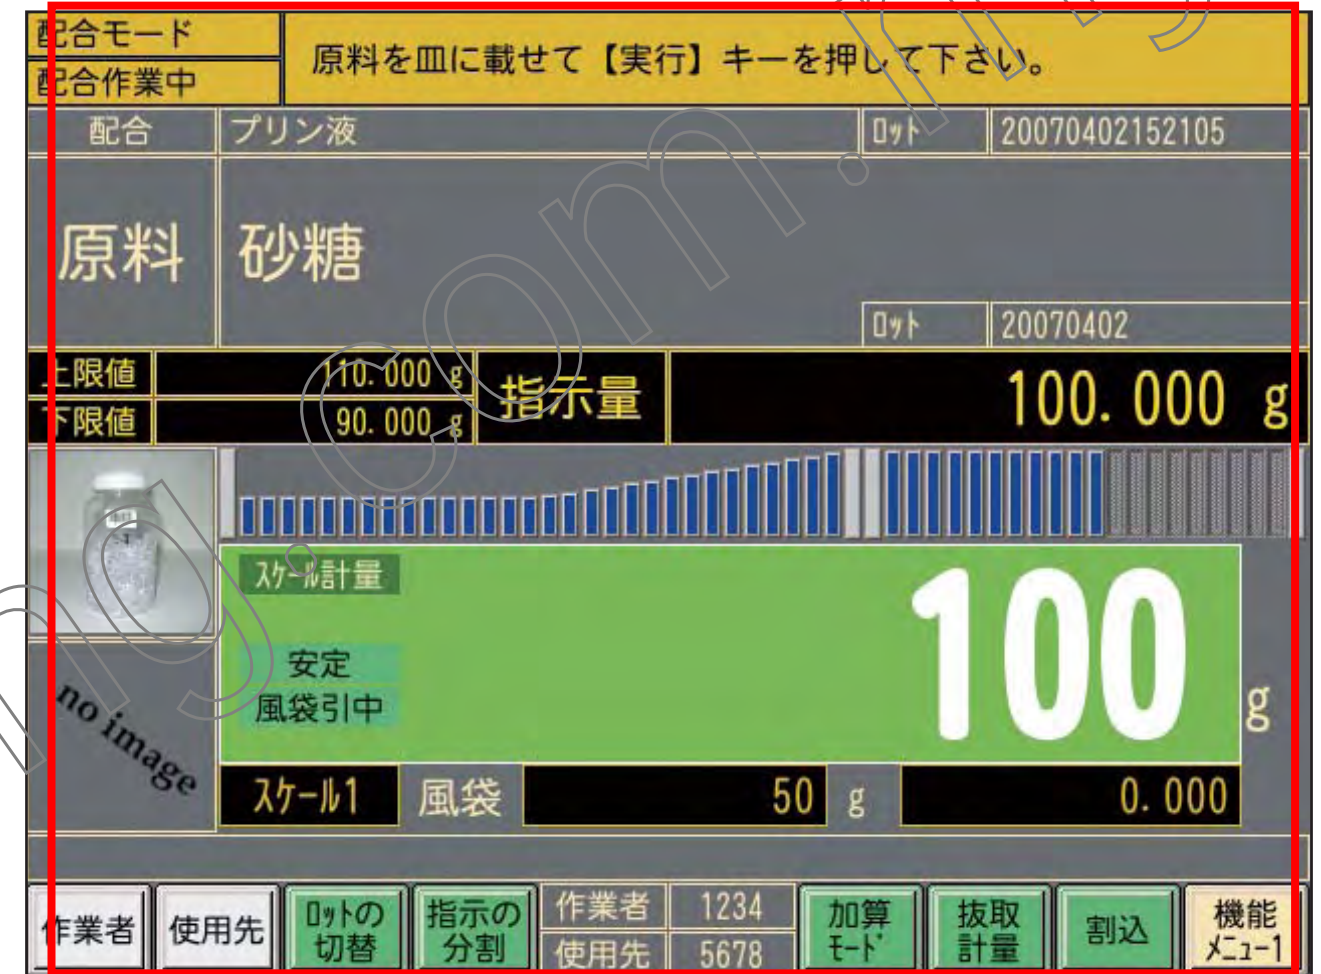 配合モード
原料を皿に載せて【実行】キーを押して下さい。
配合作業中
配合 プリン液 ロット 20070402152105
原料 砂糖
ロット 20070402
上限値 110.000 g
下限値 90.000 g
指示量 100.000 g
スケール計量
100 g
安定
風袋引中
no image
スケール1 風袋 50 g 0.000
作業者 使用先 ロットの切替 指示の分割 作業者 1234 加算モード 抜取計量 割込 機能メニュー1
使用先 5678